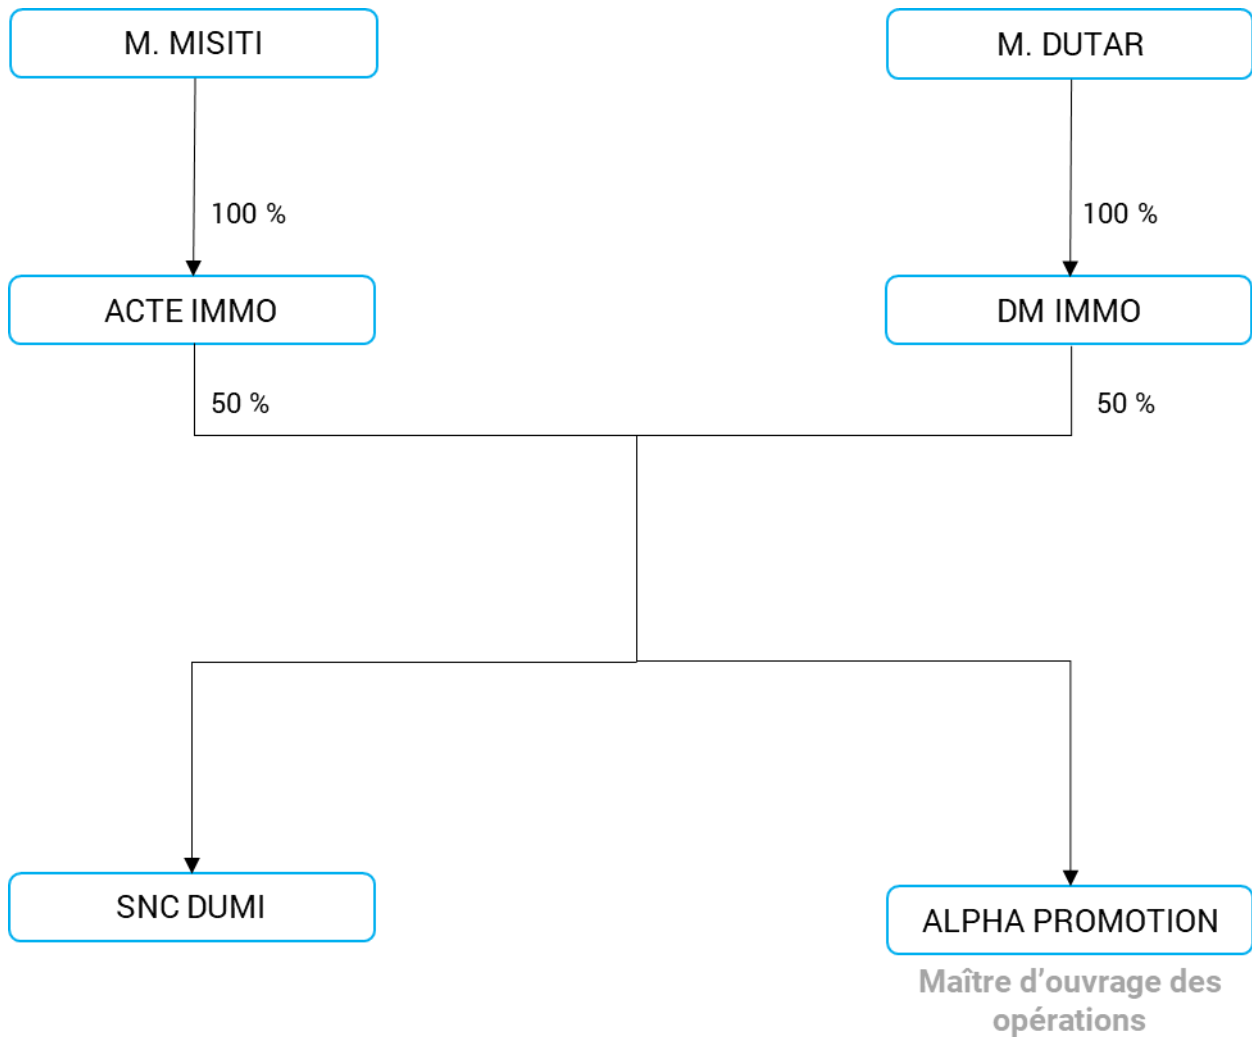 M. MISITI
M. DUTAR
100 %
100 %
ACTE IMMO
DM IMMO
50 %
50 %
SNC DUMI
ALPHA PROMOTION
Maître d’ouvrage des
opérations